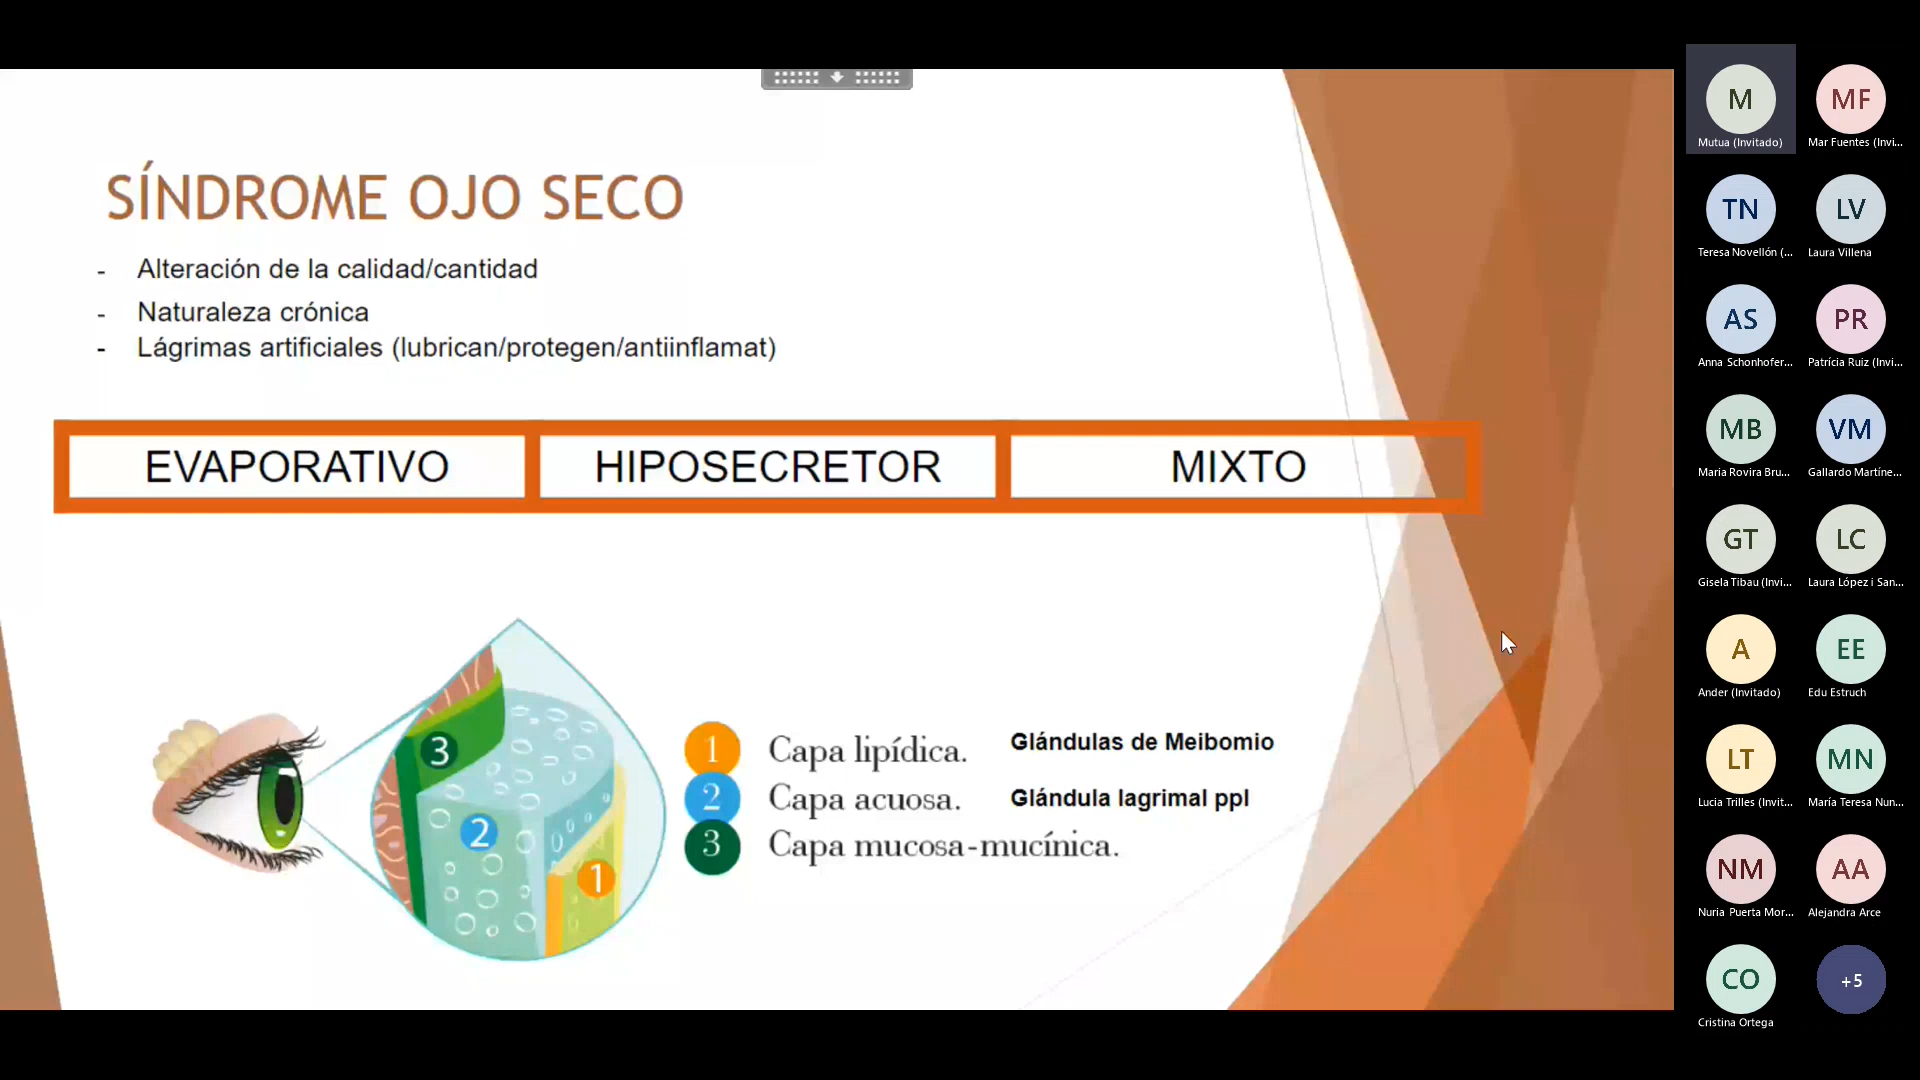 SÍNDROME OJO SECO
- Alteración de la calidad/cantidad
- Naturaleza crónica
- Lágrimas artificiales (lubrican/protegen/antiinflamat)
EVAPORATIVO HIPOSECRETOR MIXTO
3
2
1
1 Capa lipídica. Glándulas de Meibomio
2 Capa acuosa. Glándula lagrimal ppl
3 Capa mucosa-mucínica.
M MF
Mutua (Invitado) Mar Fuentes (Invi...
TN LV
Teresa Novellón (... Laura Villena
AS PR
Anna Schonhofer... Patrícia Ruiz (Invi...
MB VM
Maria Rovira Bru... Gallardo Martíne...
GT LC
Gisela Tibau (Invi... Laura López i San...
A EE
Ander (Invitado) Edu Estruch
LT MN
Lucia Trilles (Invit... María Teresa Nun...
NM AA
Nuria Puerta Mor... Alejandra Arce
CO +5
Cristina Ortega